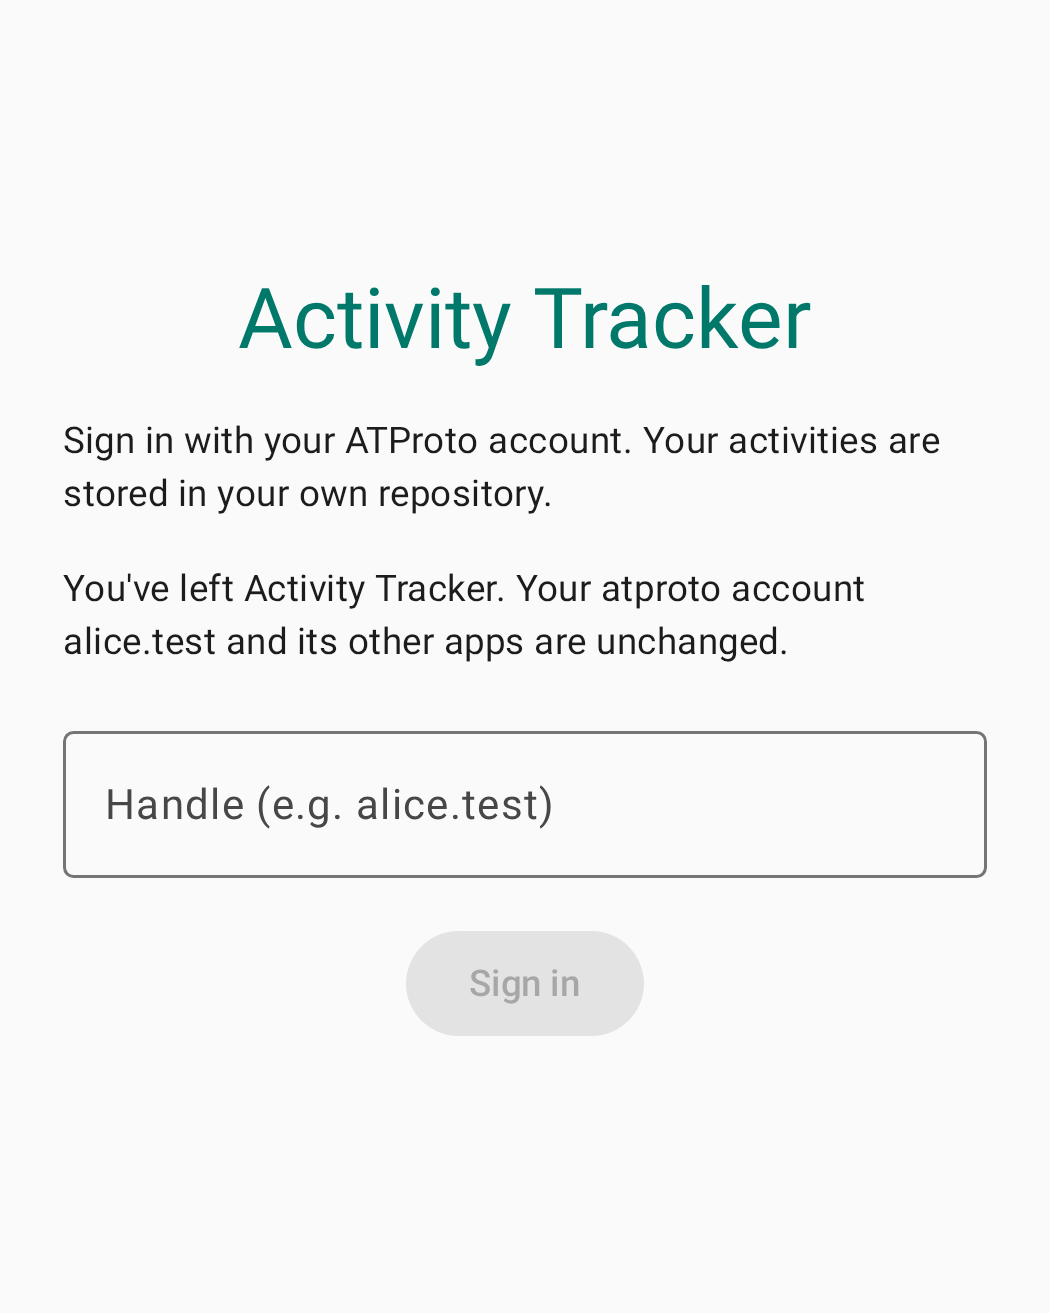 Activity Tracker
Sign in with your ATProto account. Your activities are
stored in your own repository.
You've left Activity Tracker. Your atproto account
alice.test and its other apps are unchanged.
Handle (e.g. alice.test)
Sign in